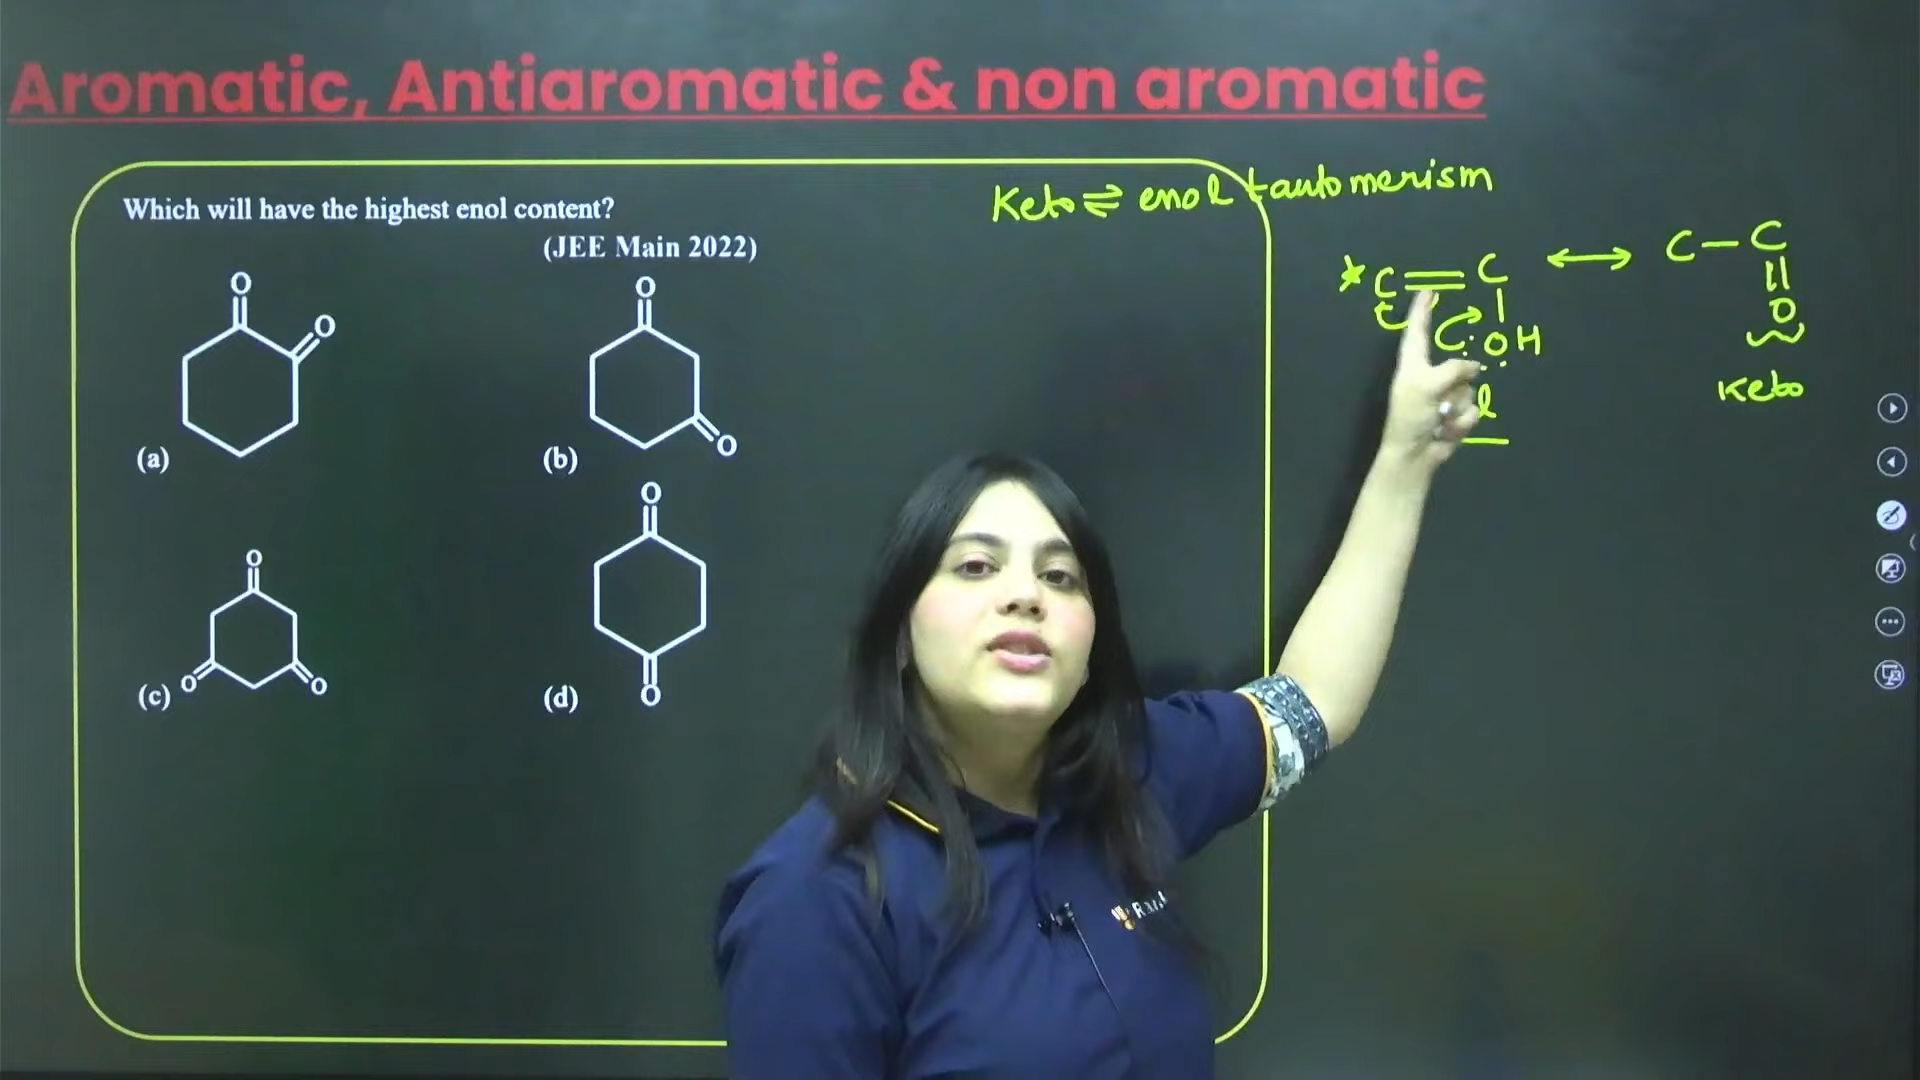 Aromatic, Antiaromatic & non aromatic
Which will have the highest enol content?
(JEE Main 2022)
Keto ⇌ enol tautomerism
C = C ↔ C – C
OH
O
Keto
O
O
(a)
O
O
(b)
O
O
O
(c)
O
O
(d)